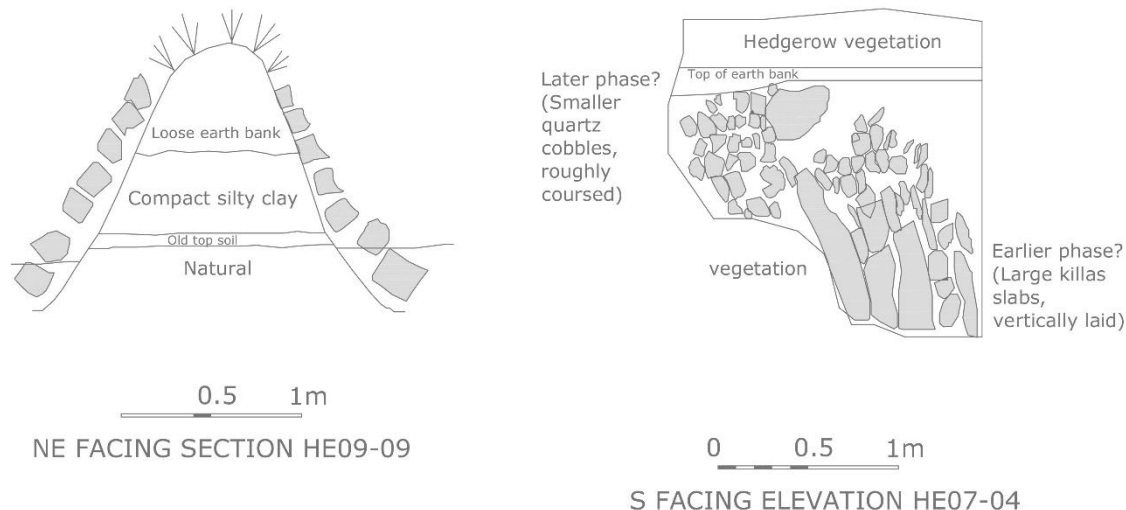 Loose earth bank
Compact silty clay
Old top soil
Natural
0.5 1m
NE FACING SECTION HE09-09
Hedgerow vegetation
Top of earth bank
Later phase?
(Smaller
quartz
cobbles,
roughly
coursed)
vegetation
Earlier phase?
(Large killas
slabs,
vertically laid)
0 0.5 1m
S FACING ELEVATION HE07-04